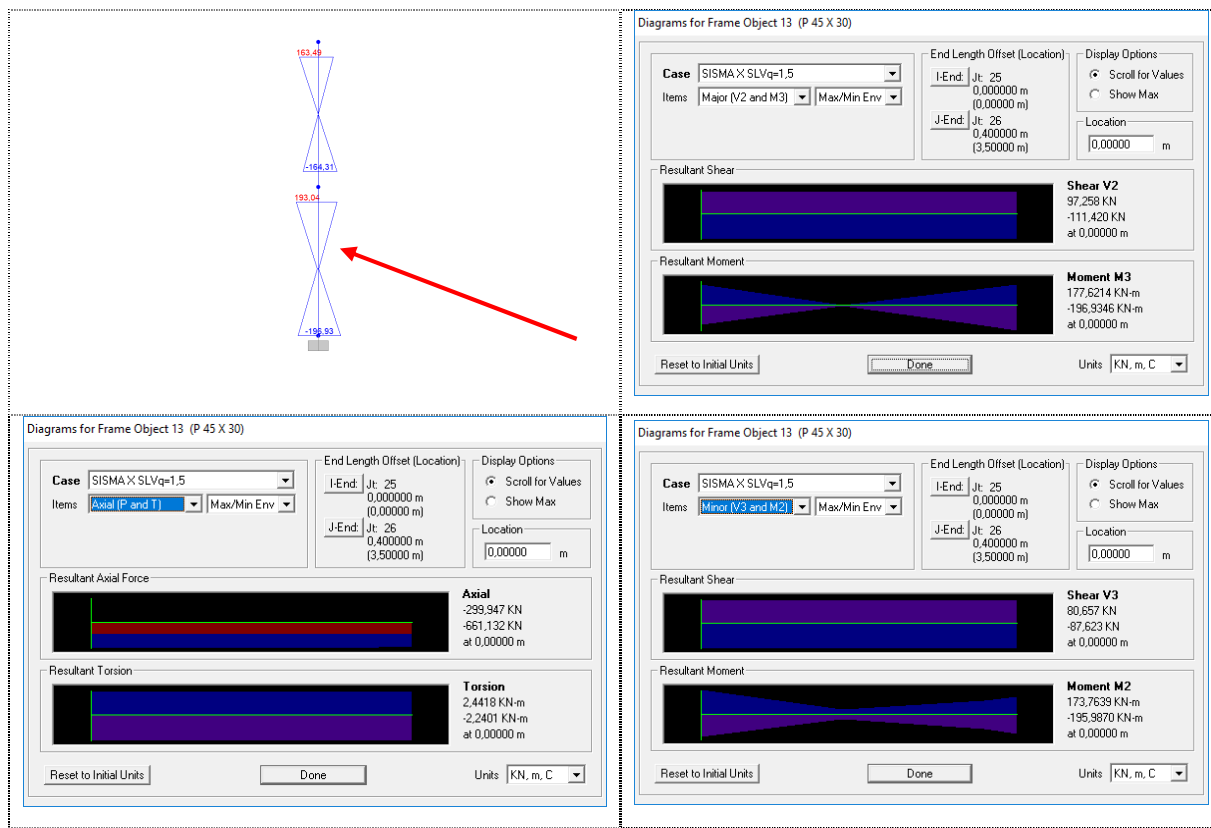 163,49
-164,31
193,04
-196,93
Diagrams for Frame Object 13 (P 45 X 30)
Case SISMA X SLVq=1,5
Items Major (V2 and M3) Max/Min Env
End Length Offset (Location)
I-End: Jt: 25
0,000000 m
(0,00000 m)
J-End: Jt: 26
0,400000 m
(3,50000 m)
Display Options
Scroll for Values
Show Max
Location
0,00000 m
Resultant Shear
Shear V2
97,258 KN
-111,420 KN
at 0,00000 m
Resultant Moment
Moment M3
177,6214 KN-m
-196,9346 KN-m
at 0,00000 m
Reset to Initial Units Done Units KN, m, C
Diagrams for Frame Object 13 (P 45 X 30)
Case SISMA X SLVq=1,5
Items Axial (P and T) Max/Min Env
End Length Offset (Location)
I-End: Jt: 25
0,000000 m
(0,00000 m)
J-End: Jt: 26
0,400000 m
(3,50000 m)
Display Options
Scroll for Values
Show Max
Location
0,00000 m
Resultant Axial Force
Axial
-299,947 KN
-661,132 KN
at 0,00000 m
Resultant Torsion
Torsion
2,4418 KN-m
-2,2401 KN-m
at 0,00000 m
Reset to Initial Units Done Units KN, m, C
Diagrams for Frame Object 13 (P 45 X 30)
Case SISMA X SLVq=1,5
Items Minor (V3 and M2) Max/Min Env
End Length Offset (Location)
I-End: Jt: 25
0,000000 m
(0,00000 m)
J-End: Jt: 26
0,400000 m
(3,50000 m)
Display Options
Scroll for Values
Show Max
Location
0,00000 m
Resultant Shear
Shear V3
80,657 KN
-87,623 KN
at 0,00000 m
Resultant Moment
Moment M2
173,7639 KN-m
-195,9870 KN-m
at 0,00000 m
Reset to Initial Units Done Units KN, m, C